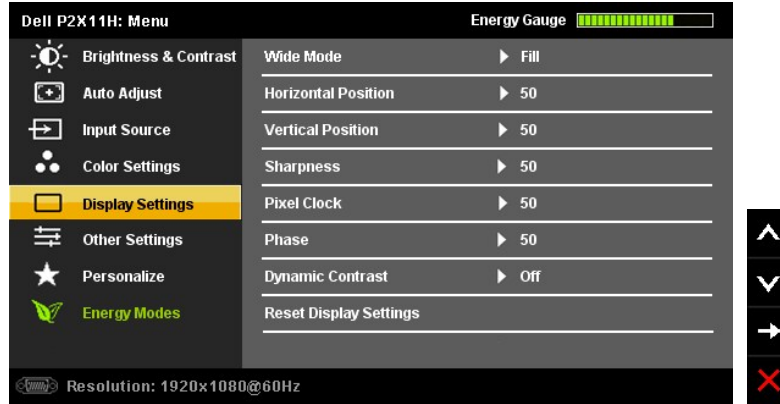 Dell P2X11H: Menu Energy Gauge
Brightness & Contrast Wide Mode Fill
Auto Adjust Horizontal Position 50
Input Source Vertical Position 50
Color Settings Sharpness 50
Display Settings Pixel Clock 50
Other Settings Phase 50
Personalize Dynamic Contrast Off
Energy Modes Reset Display Settings
Resolution: 1920x1080@60Hz